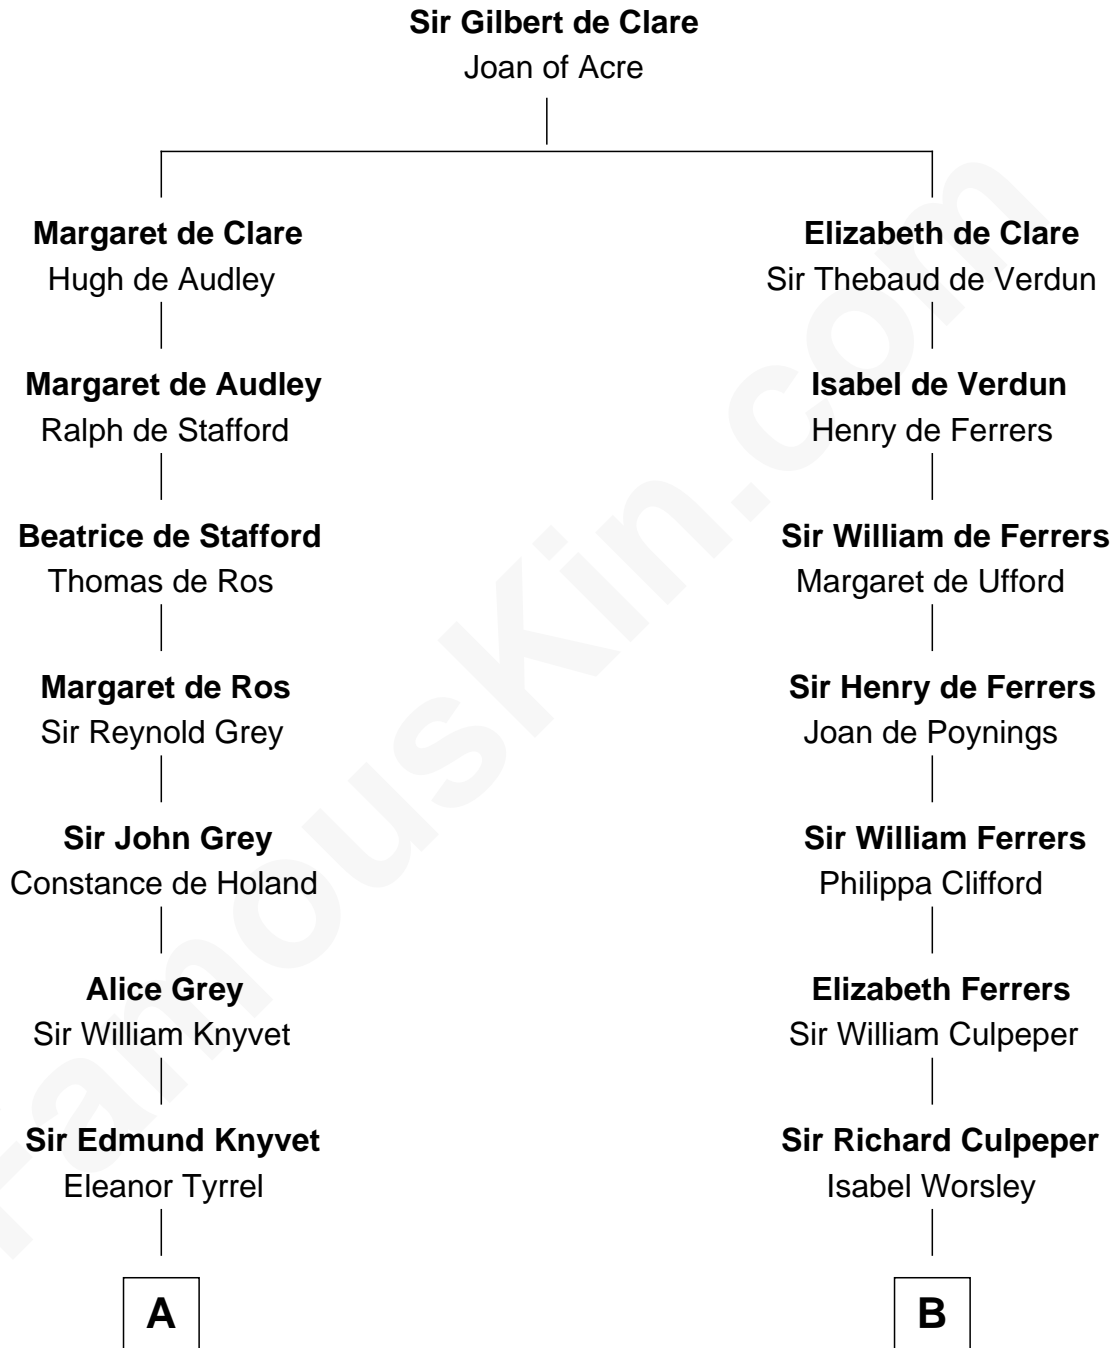 Sir Gilbert de Clare
Joan of Acre
Margaret de Clare
Hugh de Audley
Elizabeth de Clare
Sir Thebaud de Verdun
Margaret de Audley
Ralph de Stafford
Isabel de Verdun
Henry de Ferrers
Beatrice de Stafford
Thomas de Ros
Sir William de Ferrers
Margaret de Ufford
Margaret de Ros
Sir Reynold Grey
Sir Henry de Ferrers
Joan de Poynings
Sir John Grey
Constance de Holand
Sir William Ferrers
Philippa Clifford
Alice Grey
Sir William Knyvet
Elizabeth Ferrers
Sir William Culpeper
Sir Edmund Knyvet
Eleanor Tyrrel
Sir Richard Culpeper
Isabel Worsley
A
B
FamousKin.com